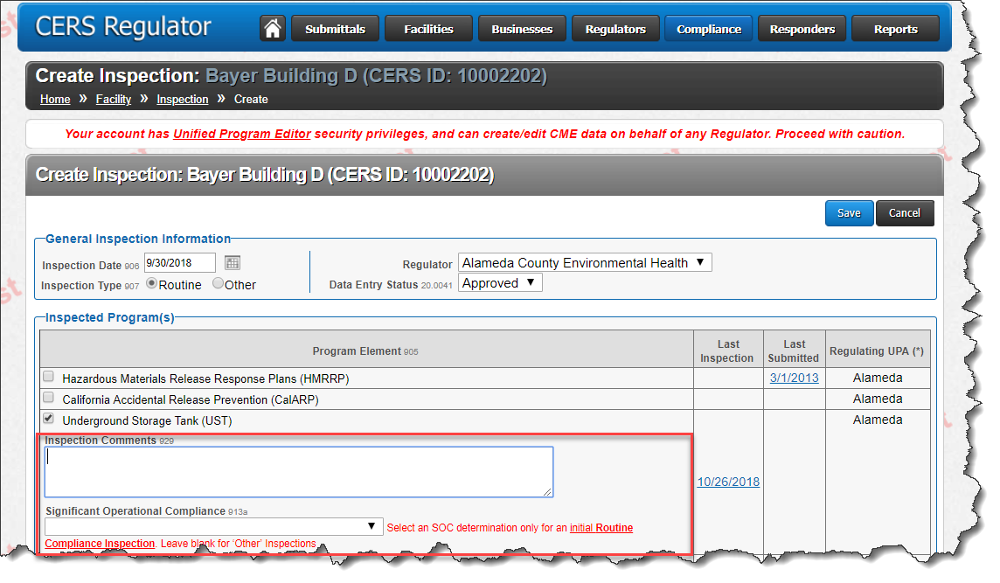 CERS Regulator
Submittals
Facilities
Businesses
Regulators
Compliance
Responders
Reports
Create Inspection: Bayer Building D (CERS ID: 10002202)
Home » Facility » Inspection » Create
Your account has Unified Program Editor security privileges, and can create/edit CME data on behalf of any Regulator. Proceed with caution.
Create Inspection: Bayer Building D (CERS ID: 10002202)
Save
Cancel
General Inspection Information
Inspection Date 906 9/30/2018
Regulator Alameda County Environmental Health ▼
Inspection Type 907 Routine Other
Data Entry Status 20.0041 Approved ▼
Inspected Program(s)
Program Element 905
Last Inspection
Last Submitted
Regulating UPA (*)
Hazardous Materials Release Response Plans (HMRRP) 3/1/2013 Alameda
California Accidental Release Prevention (CalARP) Alameda
Underground Storage Tank (UST) Alameda
Inspection Comments 929
10/26/2018
Significant Operational Compliance 913a
▼ Select an SOC determination only for an initial Routine
Compliance Inspection. Leave blank for 'Other' Inspections